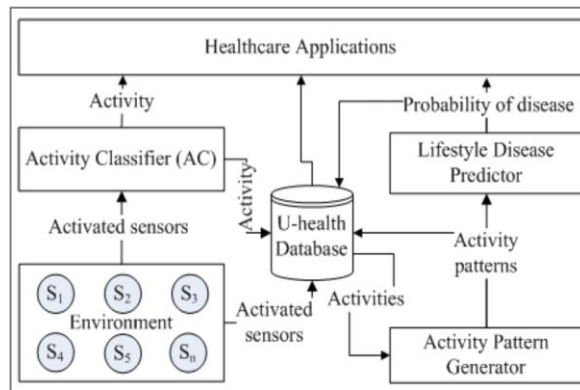 Healthcare Applications
Activity
Probability of disease
Activity Classifier (AC)
Lifestyle Disease
Predictor
Activity
U-health
Database
Activated sensors
Activity
patterns
S1 S2 S3
Environment
S4 S5 Sn
Activated
sensors
Activities
Activity Pattern
Generator